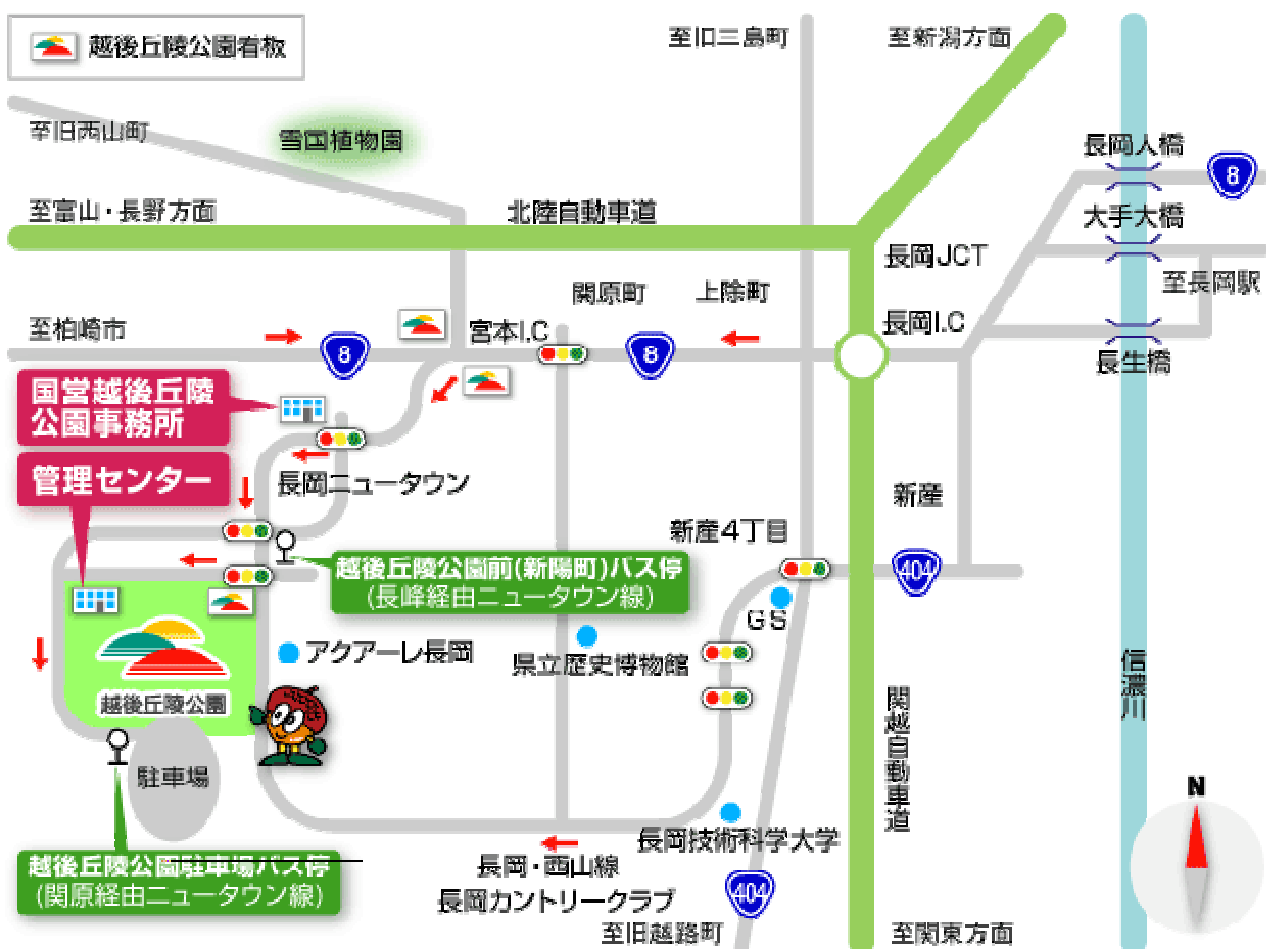 越後丘陵公園看板
至旧三島町
至新潟方面
至旧西山町
雪国植物園
長岡大橋
8
至富山・長野方面
北陸自動車道
大手大橋
長岡JCT
至長岡駅
関原町
上除町
至柏崎市
宮本I.C
長岡I.C
8
8
長生橋
国営越後丘陵
公園事務所
管理センター
長岡ニュータウン
新産
新産4丁目
404
越後丘陵公園前(新陽町)バス停
(長峰経由ニュータウン線)
GS
アクアーレ長岡
県立歴史博物館
信濃川
越後丘陵公園
関越自動車道
駐車場
N
長岡技術科学大学
越後丘陵公園駐車場バス停
(関原経由ニュータウン線)
長岡・西山線
長岡カントリークラブ
404
至旧越路町
至関東方面